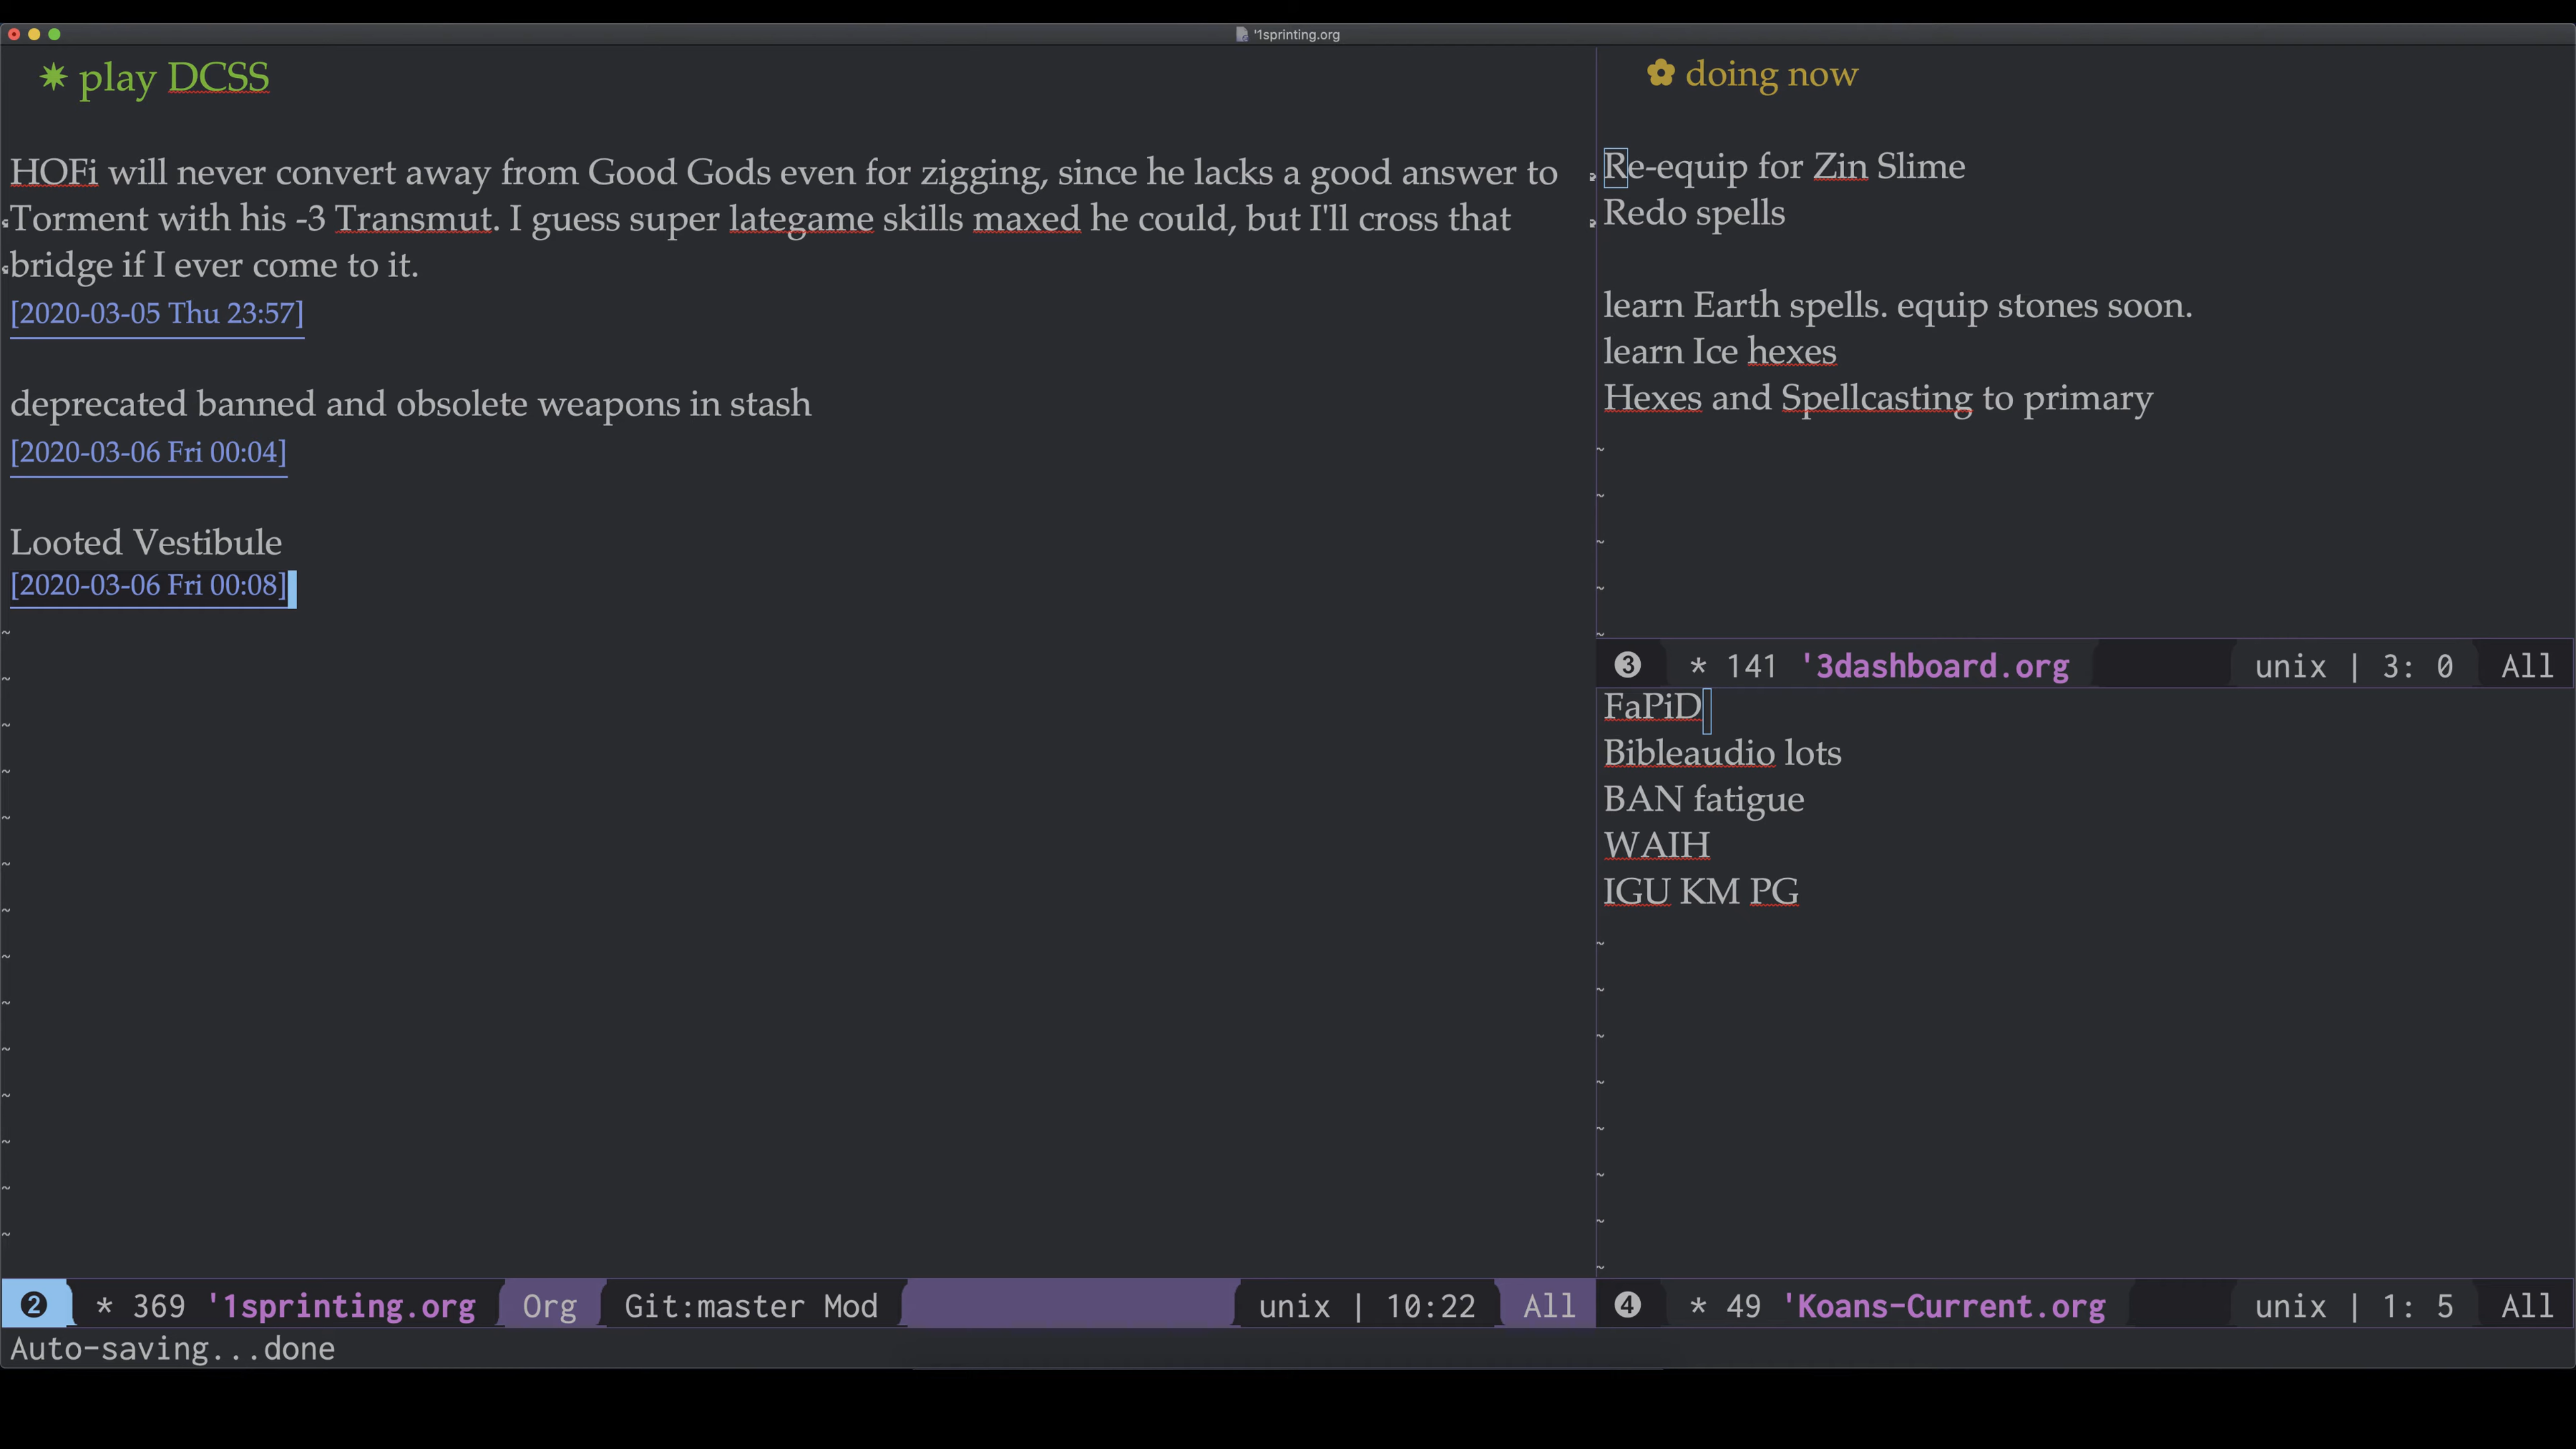 '1sprinting.org
✷ play DCSS
HOFi will never convert away from Good Gods even for zigging, since he lacks a good answer to
Torment with his -3 Transmut. I guess super lategame skills maxed he could, but I'll cross that
bridge if I ever come to it.
[2020-03-05 Thu 23:57]
deprecated banned and obsolete weapons in stash
[2020-03-06 Fri 00:04]
Looted Vestibule
[2020-03-06 Fri 00:08]
❷ * 369 '1sprinting.org Org Git:master Mod unix | 10:22 All
Auto-saving...done
✿ doing now
Re-equip for Zin Slime
Redo spells
learn Earth spells. equip stones soon.
learn Ice hexes
Hexes and Spellcasting to primary
❸ * 141 '3dashboard.org unix | 3: 0 All
FaPiD
Bibleaudio lots
BAN fatigue
WAIH
IGU KM PG
❹ * 49 'Koans-Current.org unix | 1: 5 All